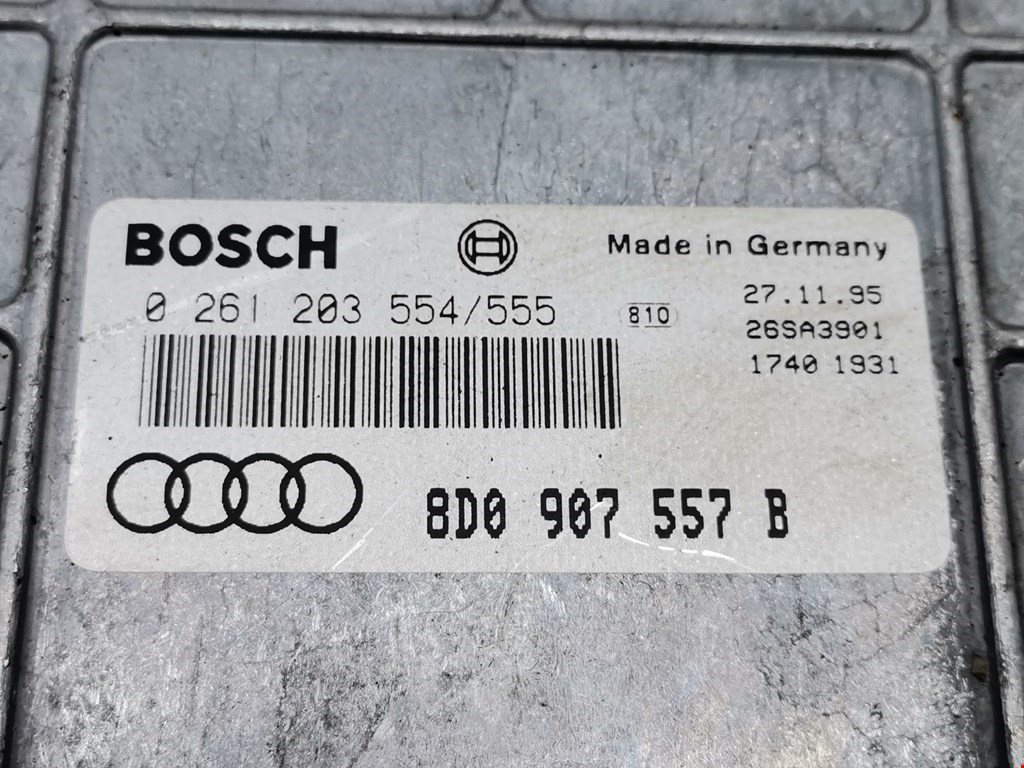 BOSCH
Made in Germany
0 261 203 554/555
810
27.11.95
26SA3901
1740 1931
8D0 907 557 B